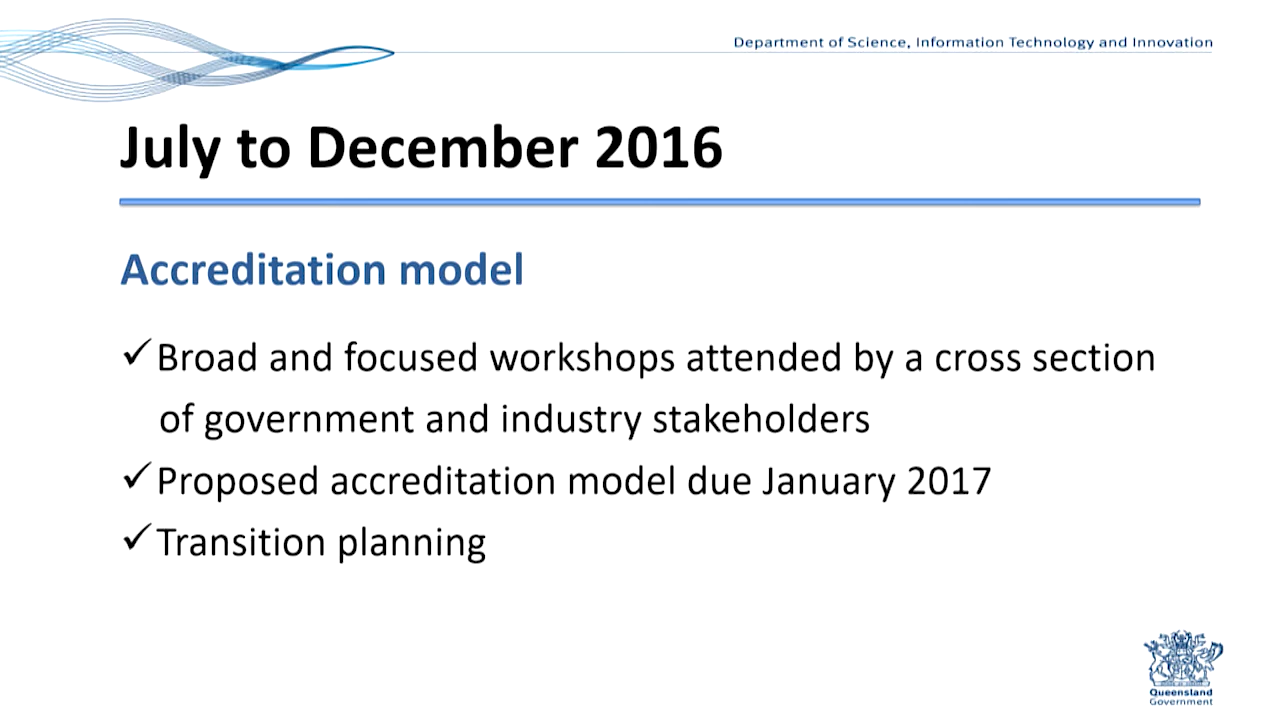 Department of Science, Information Technology and Innovation
July to December 2016
Accreditation model
✓Broad and focused workshops attended by a cross section
of government and industry stakeholders
✓Proposed accreditation model due January 2017
✓Transition planning
Queensland
Government